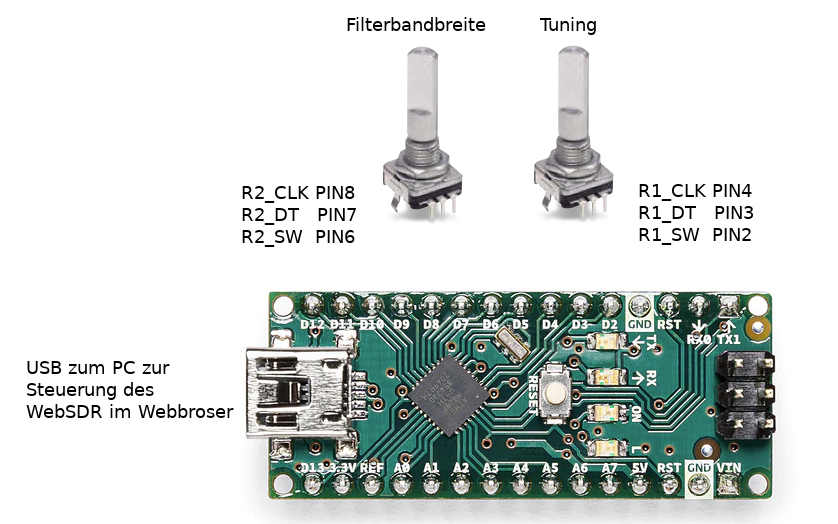 Filterbandbreite Tuning
R2_CLK PIN8
R2_DT PIN7
R2_SW PIN6
R1_CLK PIN4
R1_DT PIN3
R1_SW PIN2
D12 D11 D10 D9 D8 D7 D6 D5 D4 D3 D2 GND RST RX0 TX1
TX
RX
ON
L
RESET
USB zum PC zur
Steuerung des
WebSDR im Webbroser
D13 3.3V REF A0 A1 A2 A3 A4 A5 A6 A7 5V RST GND VIN